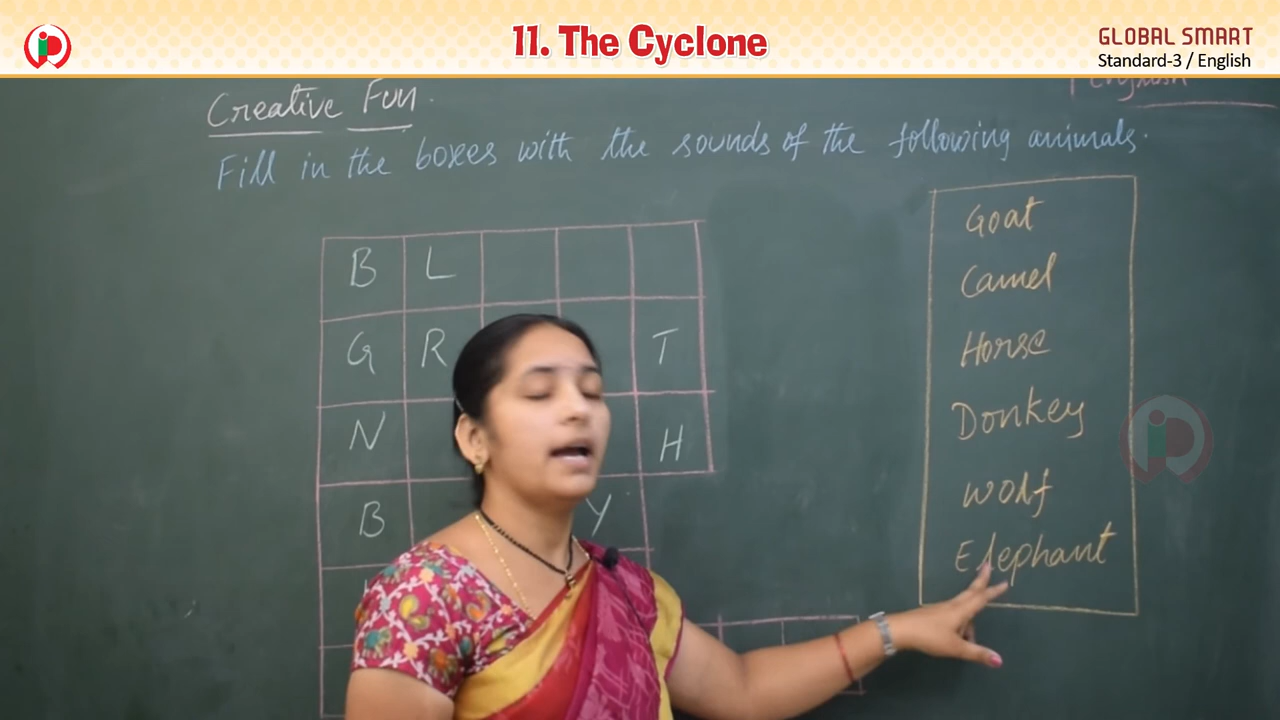 11. The Cyclone
GLOBAL SMART
Standard-3 / English
English
Creative Fun.
Fill in the boxes with the sounds of the following animals.
B L
G R T
N H
B Y
Goat
Camel
Horse
Donkey
Wolf
Elephant